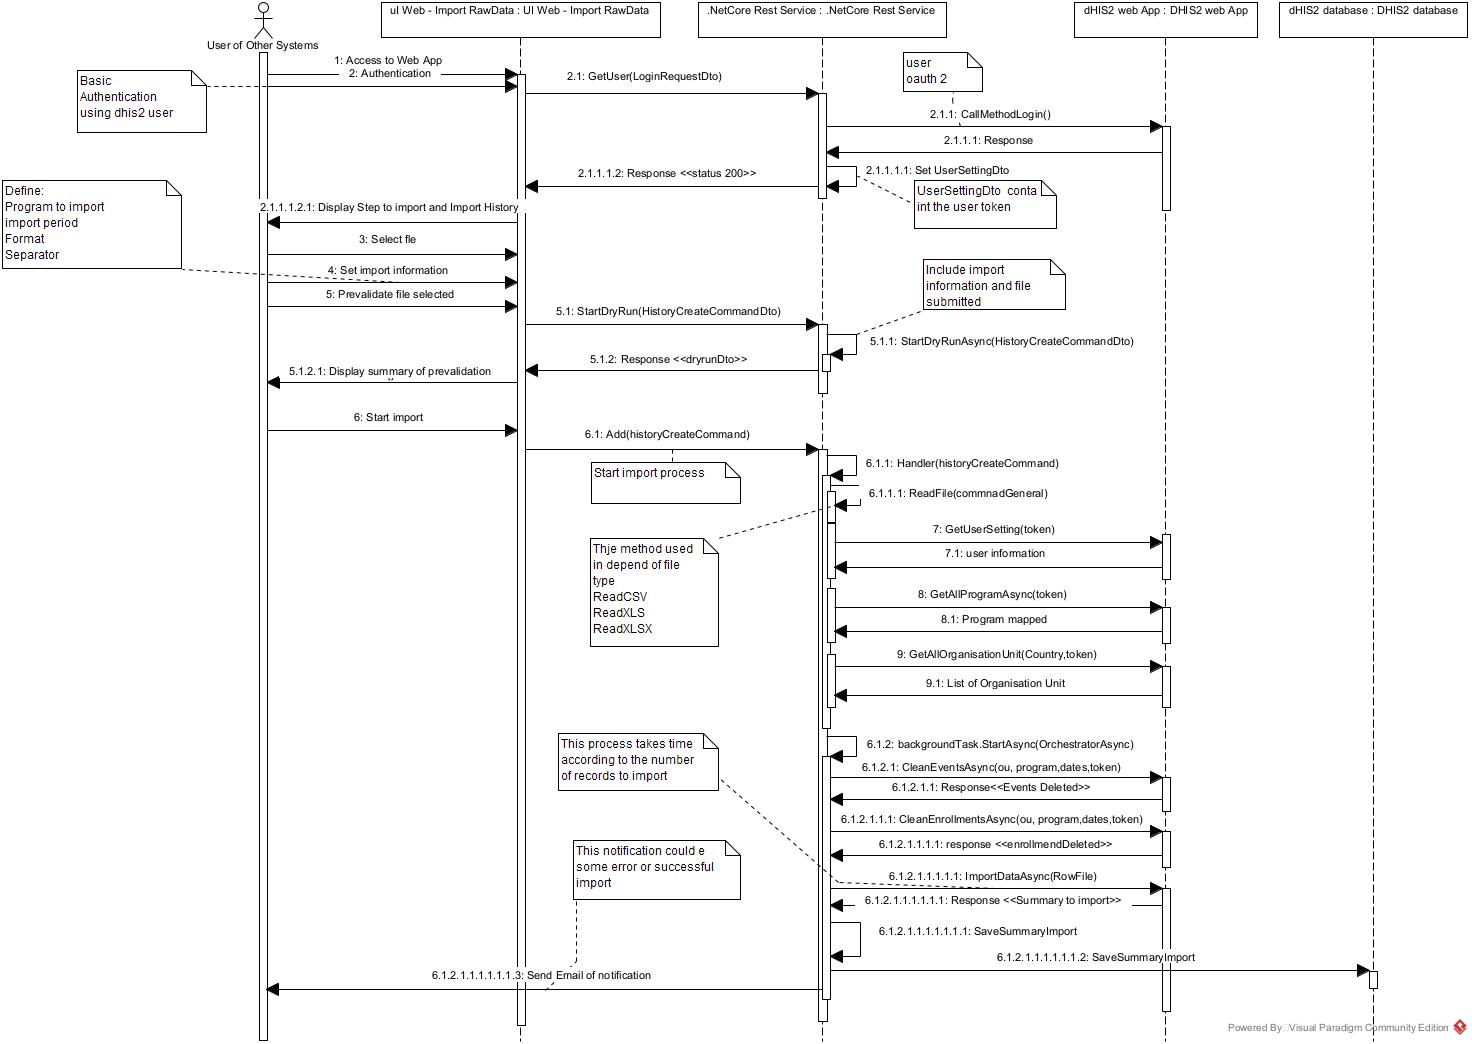 uI Web - Import RawData : UI Web - Import RawData
.NetCore Rest Service : .NetCore Rest Service
dHIS2 web App : DHIS2 web App
dHIS2 database : DHIS2 database
User of Other Systems
1: Access to Web App
2: Authentication
Basic
Authentication
using dhis2 user
2.1: GetUser(LoginRequestDto)
user
oauth 2
2.1.1: CallMethodLogin()
2.1.1.1: Response
2.1.1.1.1: Set UserSettingDto
2.1.1.1.2: Response <<status 200>>
UserSettingDto conta
int the user token
Define:
Program to import
import period
Format
Separator
2.1.1.1.2.1: Display Step to import and Import History
3: Select fle
4: Set import information
5: Prevalidate file selected
Include import
information and file
submitted
5.1: StartDryRun(HistoryCreateCommandDto)
5.1.1: StartDryRunAsync(HistoryCreateCommandDto)
5.1.2: Response <<dryrunDto>>
5.1.2.1: Display summary of prevalidation
6: Start import
6.1: Add(historyCreateCommand)
Start import process
6.1.1: Handler(historyCreateCommand)
6.1.1.1: ReadFile(commnadGeneral)
Thje method used
in depend of file
type
ReadCSV
ReadXLS
ReadXLSX
7: GetUserSetting(token)
7.1: user information
8: GetAllProgramAsync(token)
8.1: Program mapped
9: GetAllOrganisationUnit(Country,token)
9.1: List of Organisation Unit
This process takes time
according to the number
of records to import
6.1.2: backgroundTask.StartAsync(OrchestratorAsync)
6.1.2.1: CleanEventsAsync(ou, program,dates,token)
6.1.2.1.1: Response<<Events Deleted>>
6.1.2.1.1.1: CleanEnrollmentsAsync(ou, program,dates,token)
6.1.2.1.1.1.1: response <<enrollmendDeleted>>
This notification could e
some error or successful
import
6.1.2.1.1.1.1.1: ImportDataAsync(RowFile)
6.1.2.1.1.1.1.1.1: Response <<Summary to import>>
6.1.2.1.1.1.1.1.1.1: SaveSummaryImport
6.1.2.1.1.1.1.1.1.2: SaveSummaryImport
6.1.2.1.1.1.1.1.1.3: Send Email of notification
Powered By Visual Paradigm Community Edition